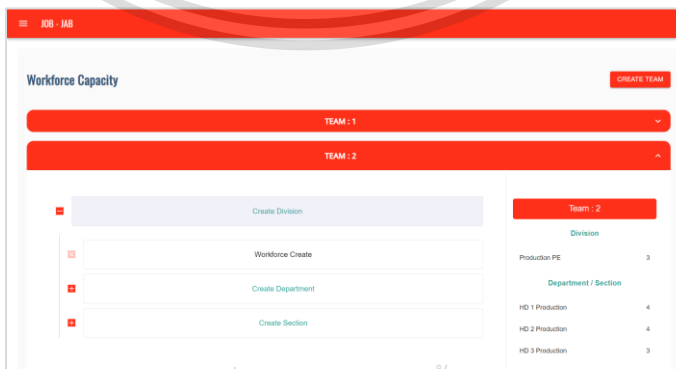 JOB - JAB
Workforce Capacity
CREATE TEAM
TEAM : 1
TEAM : 2
Create Division
Workforce Create
Create Department
Create Section
Team : 2
Division
Production PE 3
Department / Section
HD 1 Production 4
HD 2 Production 4
HD 3 Production 3